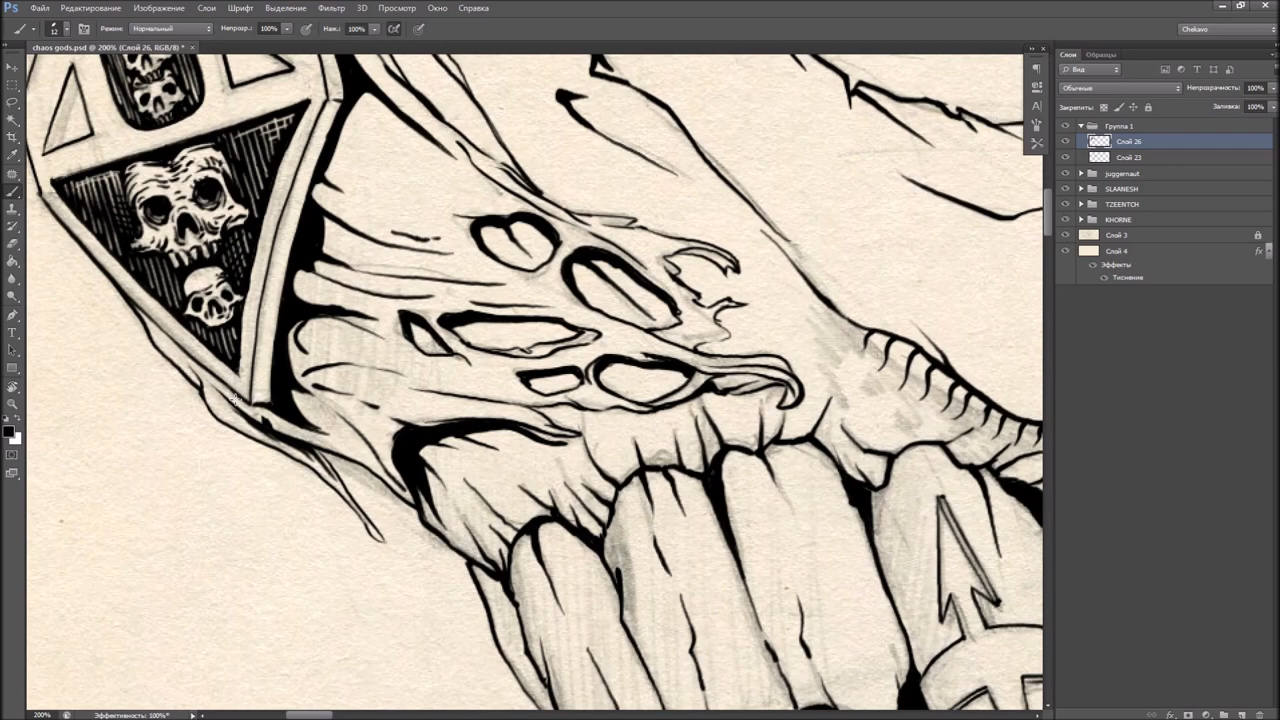 Ps Файл Редактирование Изображение Слои Шрифт Выделение Фильтр 3D Просмотр Окно Справка
12 Режим: Нормальный Непрозр.: 100% Наж.: 100% Chekavo
chaos gods.psd @ 200% (Слой 26, RGB/8) * ×
Слои Образцы
Вид
Обычные Непрозрачность: 100%
Закрепить: Заливка: 100%
Группа 1
Слой 26
Слой 23
juggernaut
SLAANESH
TZEENTCH
KHORNE
Слой 3
Слой 4 fx
Эффекты
Тиснение
200% Эффективность: 100%*